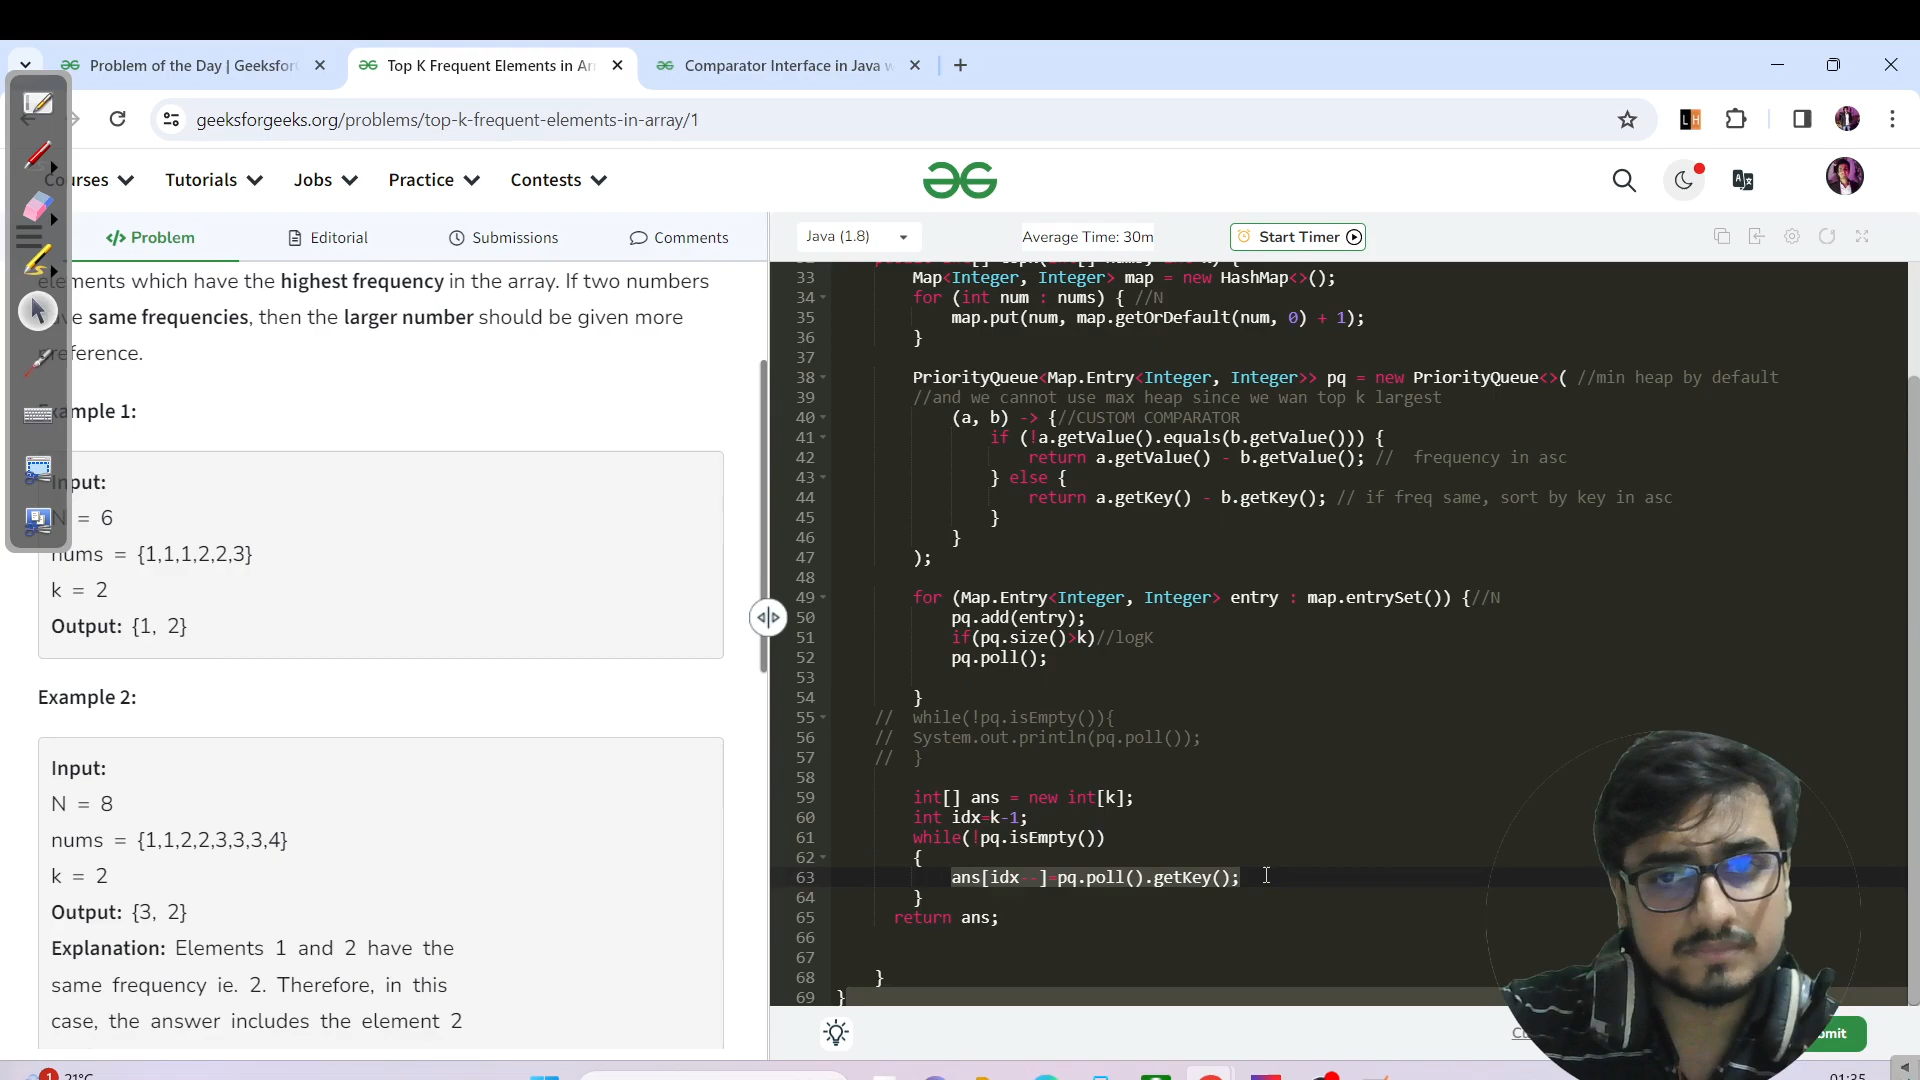 Problem of the Day | Geeksfor
Top K Frequent Elements in Ar
Comparator Interface in Java w
geeksforgeeks.org/problems/top-k-frequent-elements-in-array/1
LH
Courses
Tutorials
Jobs
Practice
Contests
Problem
Editorial
Submissions
Comments
Java (1.8)
Average Time: 30m
Start Timer
elements which have the highest frequency in the array. If two numbers
have same frequencies, then the larger number should be given more
preference.
Example 1:
Input:
N = 6
nums = {1,1,1,2,2,3}
k = 2
Output: {1, 2}
Example 2:
Input:
N = 8
nums = {1,1,2,2,3,3,3,4}
k = 2
Output: {3, 2}
Explanation: Elements 1 and 2 have the
same frequency ie. 2. Therefore, in this
case, the answer includes the element 2
33 Map<Integer, Integer> map = new HashMap<>();
34 for (int num : nums) { //N
35 map.put(num, map.getOrDefault(num, 0) + 1);
36 }
37
38 PriorityQueue<Map.Entry<Integer, Integer>> pq = new PriorityQueue<>( //min heap by default
39 //and we cannot use max heap since we wan top k largest
40 (a, b) -> {//CUSTOM COMPARATOR
41 if (!a.getValue().equals(b.getValue())) {
42 return a.getValue() - b.getValue(); // frequency in asc
43 } else {
44 return a.getKey() - b.getKey(); // if freq same, sort by key in asc
45 }
46 }
47 );
48
49 for (Map.Entry<Integer, Integer> entry : map.entrySet()) {//N
50 pq.add(entry);
51 if(pq.size()>k)//logK
52 pq.poll();
53
54 }
55 // while(!pq.isEmpty()){
56 // System.out.println(pq.poll());
57 // }
58
59 int[] ans = new int[k];
60 int idx=k-1;
61 while(!pq.isEmpty())
62 {
63 ans[idx--]=pq.poll().getKey();
64 }
65 return ans;
66
67
68 }
69 }
1
21°C
01:35